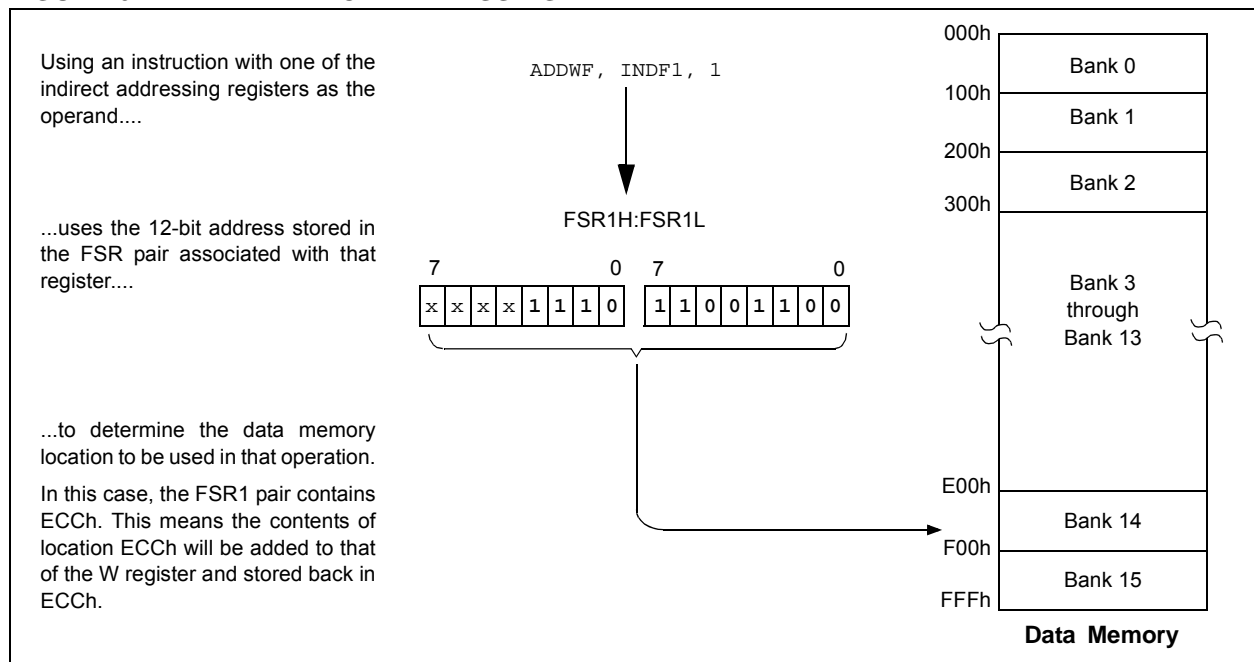 Using an instruction with one of the
indirect addressing registers as the
operand....
ADDWF, INDF1, 1
...uses the 12-bit address stored in
the FSR pair associated with that
register....
FSR1H:FSR1L
7 0 7 0
x x x x 1 1 1 0 1 1 0 0 1 1 0 0
...to determine the data memory
location to be used in that operation.
In this case, the FSR1 pair contains
ECCh. This means the contents of
location ECCh will be added to that
of the W register and stored back in
ECCh.
000h
Bank 0
100h
Bank 1
200h
Bank 2
300h
Bank 3
through
Bank 13
E00h
Bank 14
F00h
Bank 15
FFFh
Data Memory